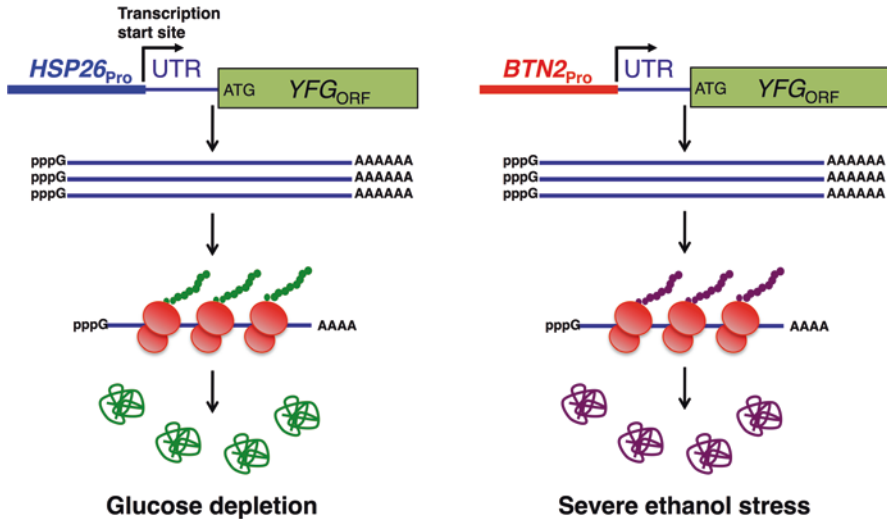 Transcription
start site
HSP26Pro
UTR
ATG
YFGORF
pppG AAAAAA
pppG AAAAAA
pppG AAAAAA
pppG AAAA
Glucose depletion
BTN2Pro
UTR
ATG
YFGORF
pppG AAAAAA
pppG AAAAAA
pppG AAAAAA
pppG AAAA
Severe ethanol stress